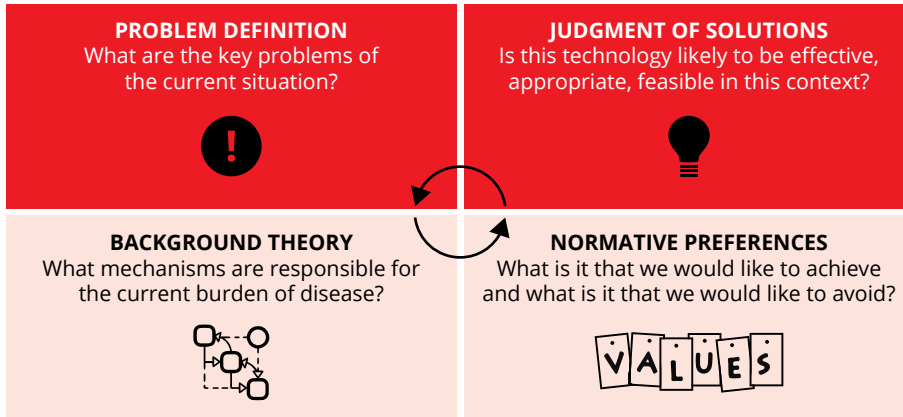 PROBLEM DEFINITION
What are the key problems of
the current situation?
!
JUDGMENT OF SOLUTIONS
Is this technology likely to be effective,
appropriate, feasible in this context?
BACKGROUND THEORY
What mechanisms are responsible for
the current burden of disease?
NORMATIVE PREFERENCES
What is it that we would like to achieve
and what is it that we would like to avoid?
VALUES